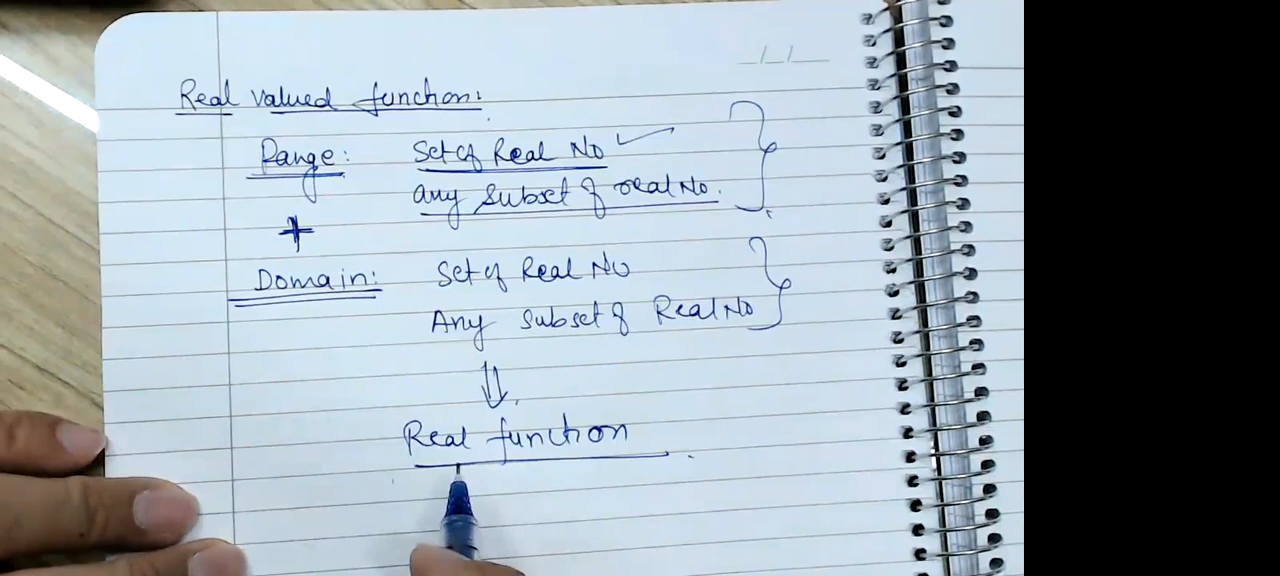 _/_/__
Real valued function:
Range: Set of Real No ✓
any subset of real No.
+
Domain: Set of Real No
Any subset of Real No
⇓
Real function